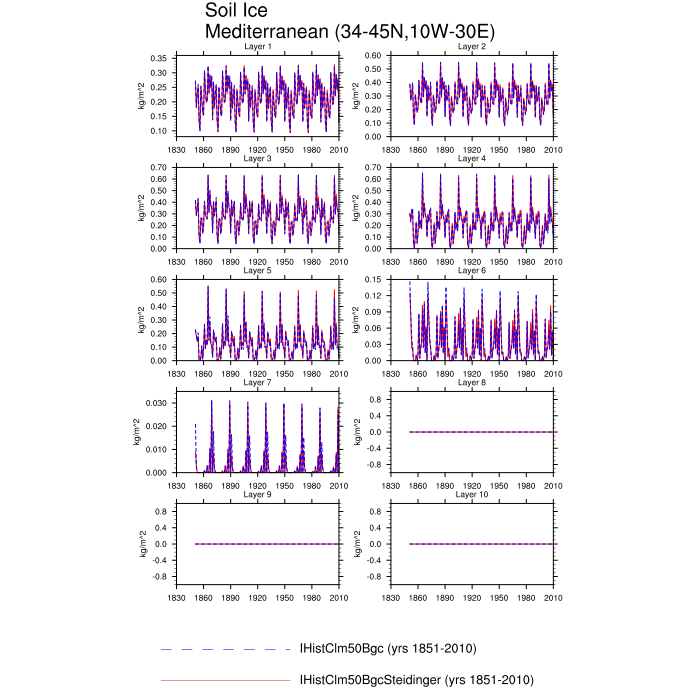 Soil Ice
Mediterranean (34-45N,10W-30E)
Layer 1 Layer 2
0.35 0.30 0.25 0.20 0.15 0.10
kg/m^2
1830 1860 1890 1920 1950 1980 2010
0.60 0.50 0.40 0.30 0.20 0.10 0.00
kg/m^2
1830 1860 1890 1920 1950 1980 2010
Layer 3 Layer 4
0.70 0.60 0.50 0.40 0.30 0.20 0.10 0.00
kg/m^2
1830 1860 1890 1920 1950 1980 2010
0.70 0.60 0.50 0.40 0.30 0.20 0.10 0.00
kg/m^2
1830 1860 1890 1920 1950 1980 2010
Layer 5 Layer 6
0.60 0.50 0.40 0.30 0.20 0.10 0.00
kg/m^2
1830 1860 1890 1920 1950 1980 2010
0.15 0.12 0.09 0.06 0.03 0.00
kg/m^2
1830 1860 1890 1920 1950 1980 2010
Layer 7 Layer 8
0.030 0.020 0.010 0.000
kg/m^2
1830 1860 1890 1920 1950 1980 2010
0.8 0.4 0.0 -0.4 -0.8
kg/m^2
1830 1860 1890 1920 1950 1980 2010
Layer 9 Layer 10
0.8 0.4 0.0 -0.4 -0.8
kg/m^2
1830 1860 1890 1920 1950 1980 2010
0.8 0.4 0.0 -0.4 -0.8
kg/m^2
1830 1860 1890 1920 1950 1980 2010
IHistClm50Bgc (yrs 1851-2010)
IHistClm50BgcSteidinger (yrs 1851-2010)